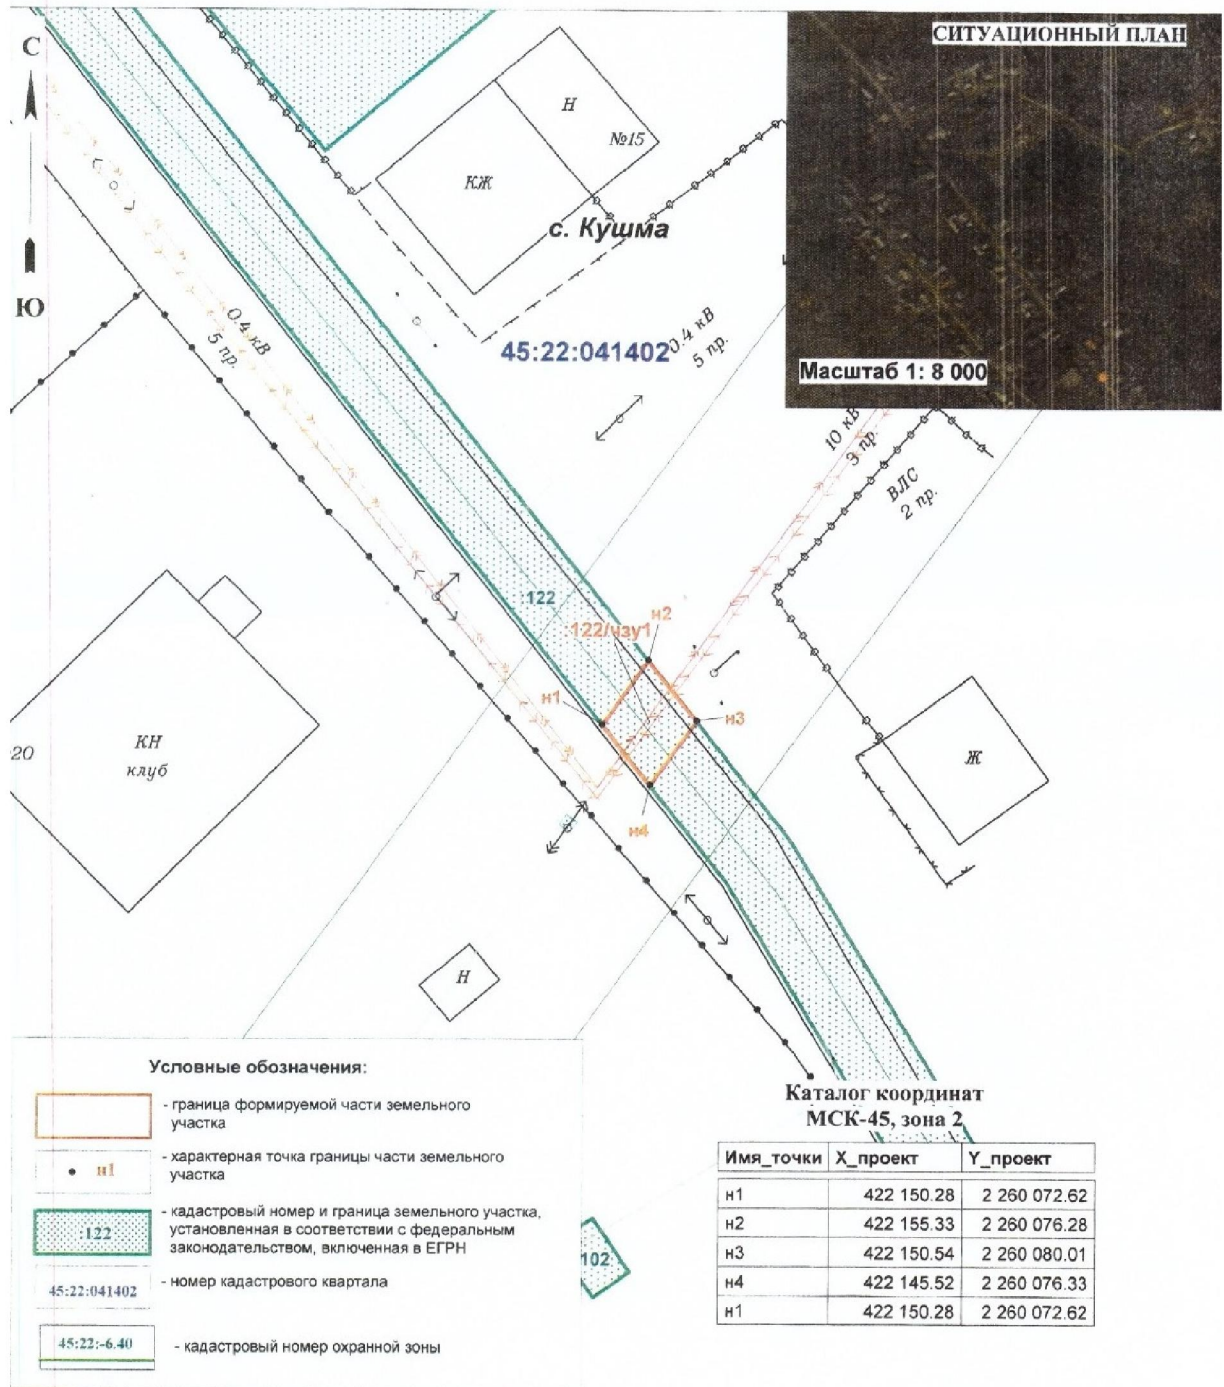 С
Ю
СИТУАЦИОННЫЙ ПЛАН
Масштаб 1: 8 000
Н
№15
КЖ
с. Кушма
0.4 кВ
5 пр.
45:22:041402
0.4 кВ
5 пр.
10 кВ
3 пр.
ВЛС
2 пр.
:122
:122/чзу1
н2
н1
н3
н4
20
КН
клуб
Ж
Н
Условные обозначения:
- граница формируемой части земельного
участка
н1
- характерная точка границы части земельного
участка
:122
- кадастровый номер и граница земельного участка,
установленная в соответствии с федеральным
законодательством, включенная в ЕГРН
45:22:041402
- номер кадастрового квартала
45:22:-6.40
- кадастровый номер охранной зоны
102
Каталог координат
МСК-45, зона 2
Имя_точки X_проект Y_проект
н1 422 150.28 2 260 072.62
н2 422 155.33 2 260 076.28
н3 422 150.54 2 260 080.01
н4 422 145.52 2 260 076.33
н1 422 150.28 2 260 072.62